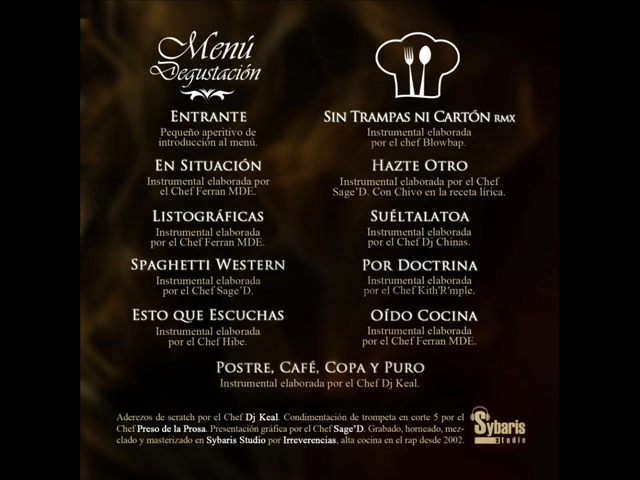 Menú
Degustación
ENTRANTE
Pequeño aperitivo de
introducción al menú.
EN SITUACIÓN
Instrumental elaborada por
el Chef Ferran MDE.
LISTOGRÁFICAS
Instrumental elaborada
por el Chef Ferran MDE.
SPAGHETTI WESTERN
Instrumental elaborada
por el Chef Sage'D.
ESTO QUE ESCUCHAS
Instrumental elaborada
por el Chef Hibe.
SIN TRAMPAS NI CARTÓN RMX
Instrumental elaborada
por el chef Blowbap.
HAZTE OTRO
Instrumental elaborada por el Chef
Sage'D. Con Chivo en la receta lírica.
SUÉLTALATOA
Instrumental elaborada
por el Chef Dj Chinas.
POR DOCTRINA
Instrumental elaborada
por el Chef Kith'R'mple.
OÍDO COCINA
Instrumental elaborada
por el Chef Ferran MDE.
POSTRE, CAFÉ, COPA Y PURO
Instrumental elaborada por el Chef Dj Keal.
Aderezos de scratch por el Chef Dj Keal. Condimentación de trompeta en corte 5 por el
Chef Preso de la Prosa. Presentación gráfica por el Chef Sage'D. Grabado, horneado, mez-
clado y masterizado en Sybaris Studio por Irreverencias, alta cocina en el rap desde 2002.
Sybaris
Studio